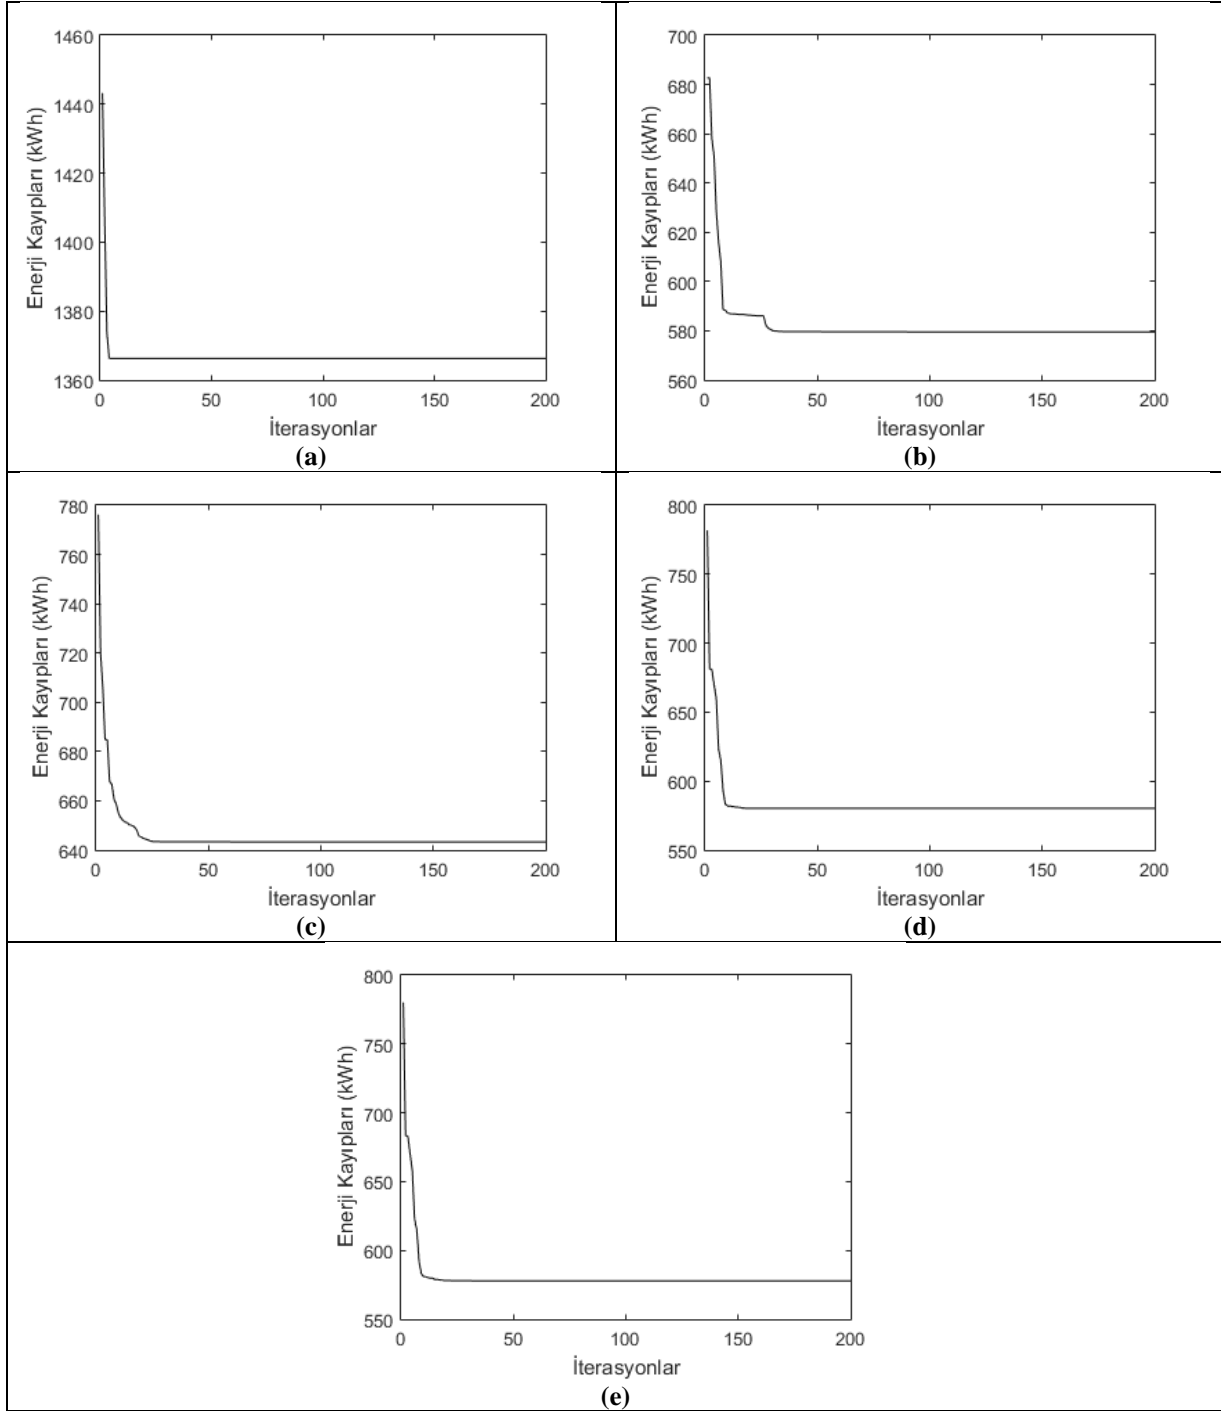 1460
1440
1420
1400
1380
1360
Enerji Kayıpları (kWh)
0 50 100 150 200
İterasyonlar
(a)
700
680
660
640
620
600
580
560
Enerji Kayıpları (kWh)
0 50 100 150 200
İterasyonlar
(b)
780
760
740
720
700
680
660
640
Enerji Kayıpları (kWh)
0 50 100 150 200
İterasyonlar
(c)
800
750
700
650
600
550
Enerji Kayıpları (kWh)
0 50 100 150 200
İterasyonlar
(d)
800
750
700
650
600
550
Enerji Kayıpları (kWh)
0 50 100 150 200
İterasyonlar
(e)